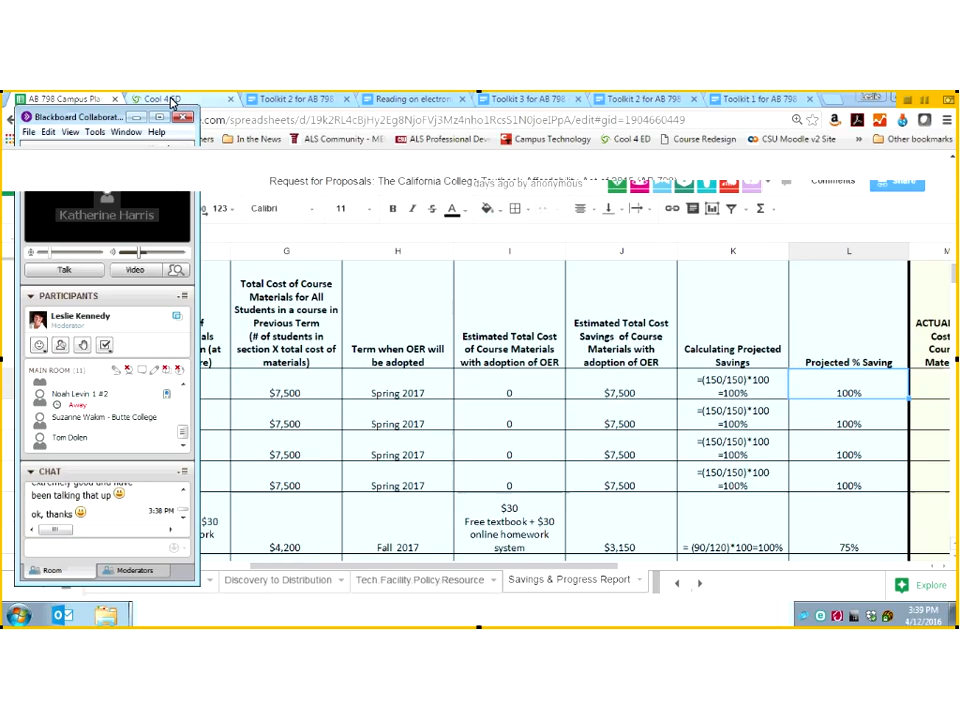 AB 798 Campus Pla
Cool 4 ED
Toolkit 2 for AB 798
Reading on electron
Toolkit 3 for AB 798
Toolkit 2 for AB 798
Toolkit 1 for AB 798
leslie
Blackboard Collaborat...
.com/spreadsheets/d/
File Edit View Tools Window Help
In the News
ALS Community - ME
ALS Professional Dev
Campus Technology
Cool 4 ED
Course Redesign
CSU Moodle v2 Site
Other bookmarks
Request for Proposals: The California Colleg
days ago by anonymous
Comments
Share
Katherine Harris
123
Calibri
11
B I
A
Talk
Video
G H I J K L M
PARTICIPANTS
Leslie Kennedy
Moderator
MAIN ROOM (11)
Noah Levin 1 #2
Away
Suzanne Wakim - Butte College
Tom Dolen
CHAT
been talking that up
ok, thanks
3:38 PM
Room
Moderators
Total Cost of Course
Materials for All
Students in a course in
Previous Term
(# of students in
section X total cost of
materials)
Term when OER will
be adopted
Estimated Total Cost
of Course Materials
with adoption of OER
Estimated Total Cost
Savings of Course
Materials with
adoption of OER
Calculating Projected
Savings
Projected % Saving
ACTUAL
Cost
Cour
Mate
$7,500 Spring 2017 0 $7,500 =(150/150)*100 =100% 100%
$7,500 Spring 2017 0 $7,500 =(150/150)*100 =100% 100%
$7,500 Spring 2017 0 $7,500 =(150/150)*100 =100% 100%
$7,500 Spring 2017 0 $7,500 =(150/150)*100 =100% 100%
$30
Free textbook + $30
online homework
system
$30
ork
$4,200 Fall 2017 $3,150 = (90/120)*100=100% 75%
Discovery to Distribution
Tech Facility Policy Resource
Savings & Progress Report
Explore
3:39 PM
4/12/2016